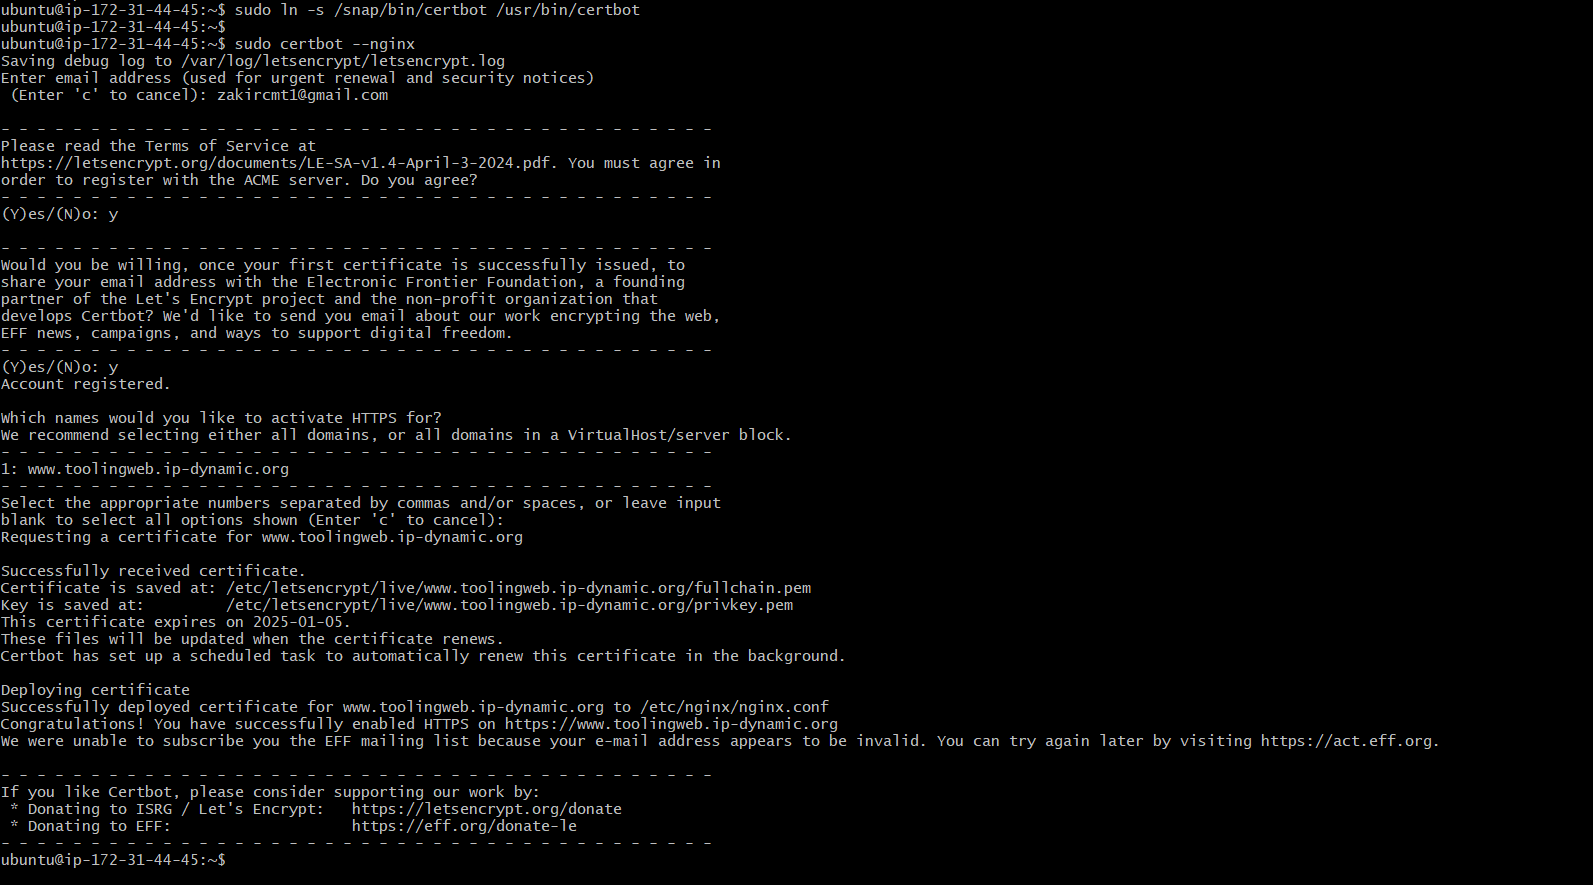 ubuntu@ip-172-31-44-45:~$ sudo ln -s /snap/bin/certbot /usr/bin/certbot
ubuntu@ip-172-31-44-45:~$
ubuntu@ip-172-31-44-45:~$ sudo certbot --nginx
Saving debug log to /var/log/letsencrypt/letsencrypt.log
Enter email address (used for urgent renewal and security notices)
 (Enter 'c' to cancel): zakircmt1@gmail.com

- - - - - - - - - - - - - - - - - - - - - - - - - - - - - - - - - - - - - - - -
Please read the Terms of Service at
https://letsencrypt.org/documents/LE-SA-v1.4-April-3-2024.pdf. You must agree in
order to register with the ACME server. Do you agree?
- - - - - - - - - - - - - - - - - - - - - - - - - - - - - - - - - - - - - - - -
(Y)es/(N)o: y

- - - - - - - - - - - - - - - - - - - - - - - - - - - - - - - - - - - - - - - -
Would you be willing, once your first certificate is successfully issued, to
share your email address with the Electronic Frontier Foundation, a founding
partner of the Let's Encrypt project and the non-profit organization that
develops Certbot? We'd like to send you email about our work encrypting the web,
EFF news, campaigns, and ways to support digital freedom.
- - - - - - - - - - - - - - - - - - - - - - - - - - - - - - - - - - - - - - - -
(Y)es/(N)o: y
Account registered.

Which names would you like to activate HTTPS for?
We recommend selecting either all domains, or all domains in a VirtualHost/server block.
- - - - - - - - - - - - - - - - - - - - - - - - - - - - - - - - - - - - - - - -
1: www.toolingweb.ip-dynamic.org
- - - - - - - - - - - - - - - - - - - - - - - - - - - - - - - - - - - - - - - -
Select the appropriate numbers separated by commas and/or spaces, or leave input
blank to select all options shown (Enter 'c' to cancel):
Requesting a certificate for www.toolingweb.ip-dynamic.org

Successfully received certificate.
Certificate is saved at: /etc/letsencrypt/live/www.toolingweb.ip-dynamic.org/fullchain.pem
Key is saved at:         /etc/letsencrypt/live/www.toolingweb.ip-dynamic.org/privkey.pem
This certificate expires on 2025-01-05.
These files will be updated when the certificate renews.
Certbot has set up a scheduled task to automatically renew this certificate in the background.

Deploying certificate
Successfully deployed certificate for www.toolingweb.ip-dynamic.org to /etc/nginx/nginx.conf
Congratulations! You have successfully enabled HTTPS on https://www.toolingweb.ip-dynamic.org
We were unable to subscribe you the EFF mailing list because your e-mail address appears to be invalid. You can try again later by visiting https://act.eff.org.

- - - - - - - - - - - - - - - - - - - - - - - - - - - - - - - - - - - - - - - -
If you like Certbot, please consider supporting our work by:
 * Donating to ISRG / Let's Encrypt:   https://letsencrypt.org/donate
 * Donating to EFF:                    https://eff.org/donate-le
- - - - - - - - - - - - - - - - - - - - - - - - - - - - - - - - - - - - - - - -
ubuntu@ip-172-31-44-45:~$